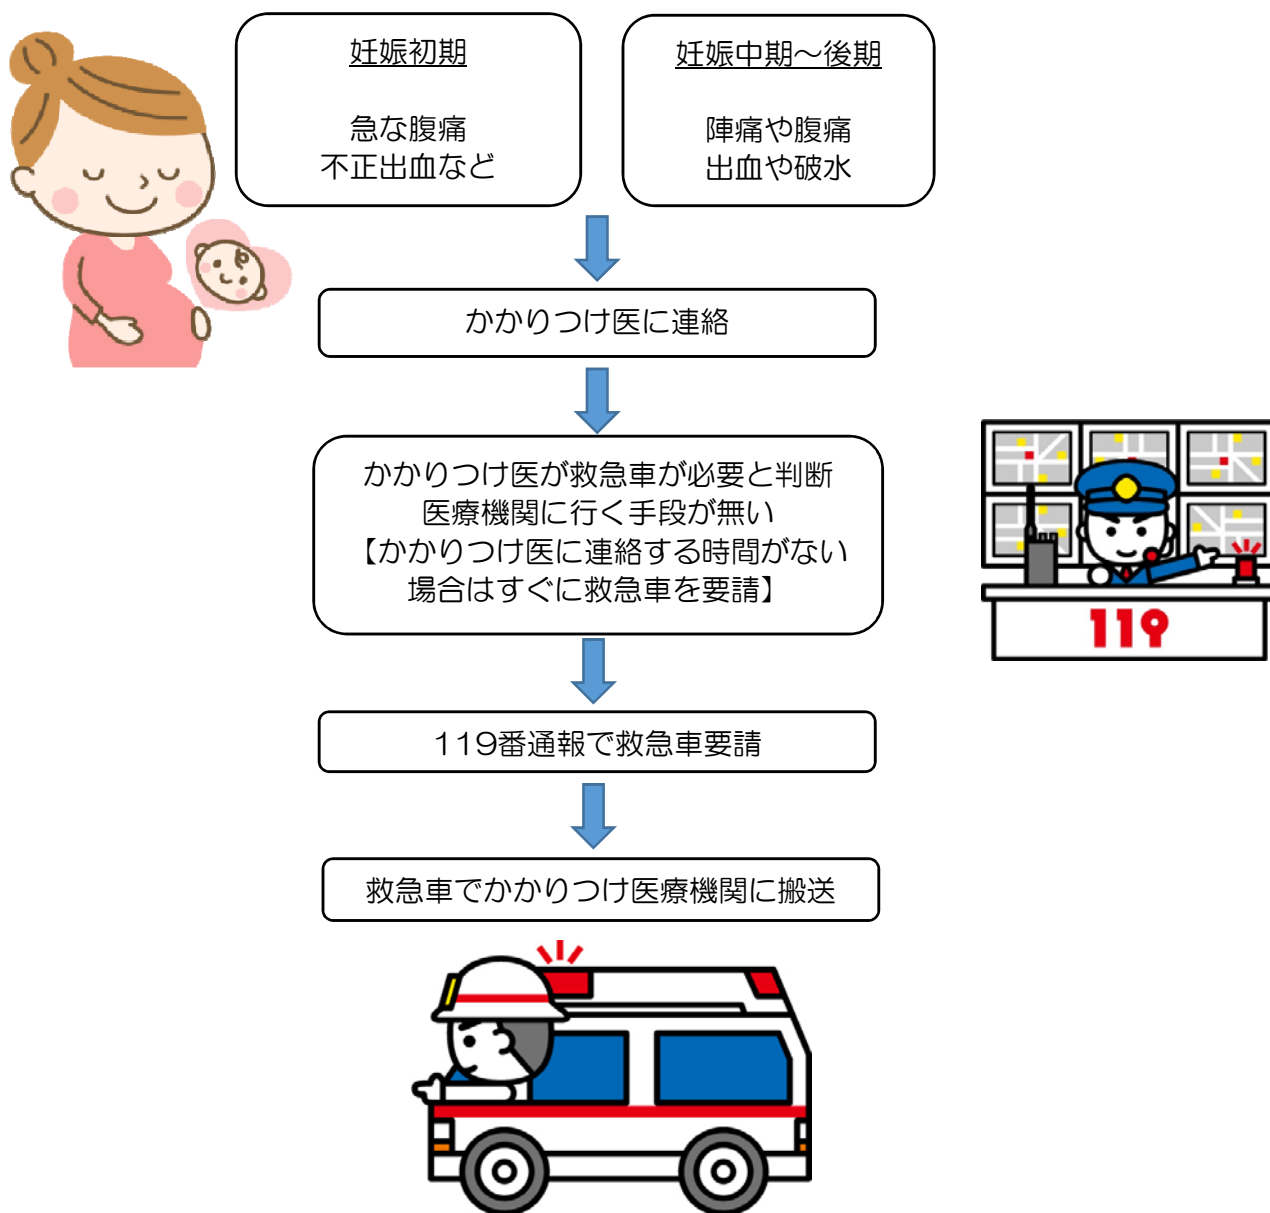 妊娠初期
急な腹痛
不正出血など
妊娠中期～後期
陣痛や腹痛
出血や破水
かかりつけ医に連絡
かかりつけ医が救急車が必要と判断
医療機関に行く手段が無い
【かかりつけ医に連絡する時間がない
場合はすぐに救急車を要請】
119
119番通報で救急車要請
救急車でかかりつけ医療機関に搬送